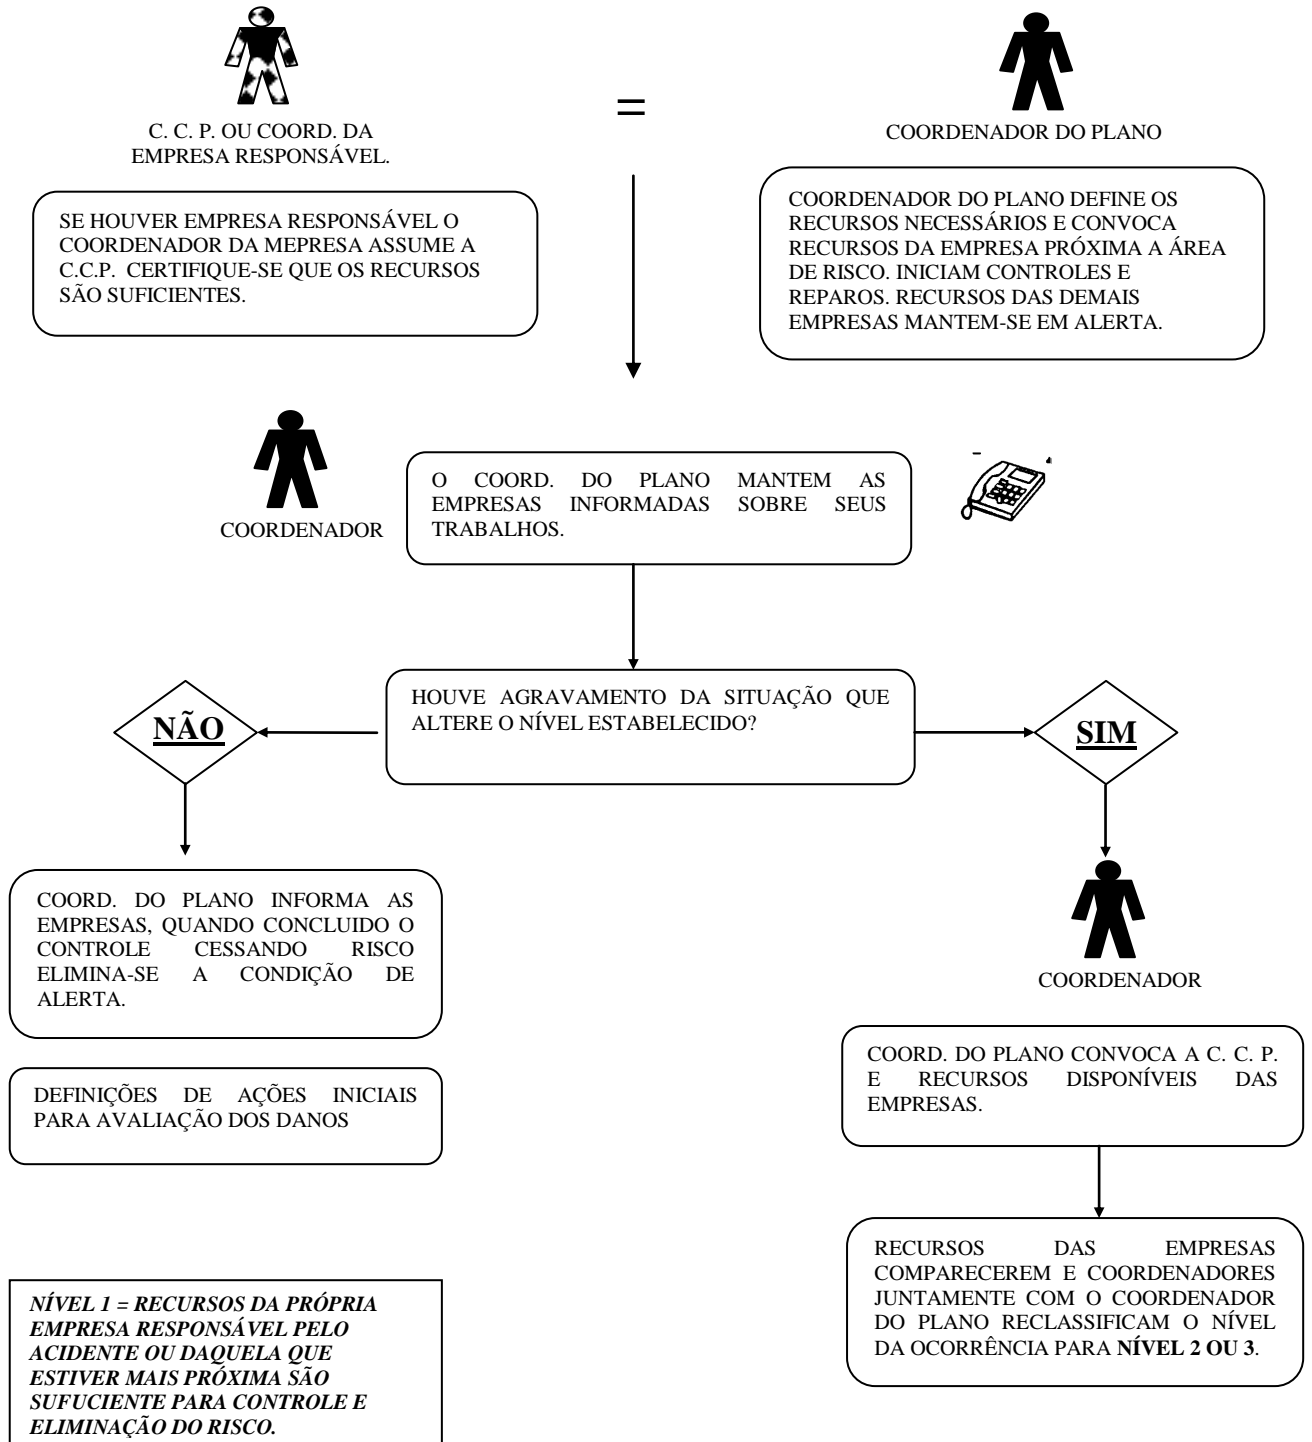 C. C. P. OU COORD. DA
EMPRESA RESPONSÁVEL.
=
COORDENADOR DO PLANO
SE HOUVER EMPRESA RESPONSÁVEL O
COORDENADOR DA MEPRESA ASSUME A
C.C.P. CERTIFIQUE-SE QUE OS RECURSOS
SÃO SUFICIENTES.
COORDENADOR DO PLANO DEFINE OS
RECURSOS NECESSÁRIOS E CONVOCA
RECURSOS DA EMPRESA PRÓXIMA A ÁREA
DE RISCO. INICIAM CONTROLES E
REPAROS. RECURSOS DAS DEMAIS
EMPRESAS MANTEM-SE EM ALERTA.
COORDENADOR
O COORD. DO PLANO MANTEM AS
EMPRESAS INFORMADAS SOBRE SEUS
TRABALHOS.
HOUVE AGRAVAMENTO DA SITUAÇÃO QUE
ALTERE O NÍVEL ESTABELECIDO?
NÃO
SIM
COORD. DO PLANO INFORMA AS
EMPRESAS, QUANDO CONCLUIDO O
CONTROLE CESSANDO RISCO
ELIMINA-SE A CONDIÇÃO DE
ALERTA.
COORDENADOR
DEFINIÇÕES DE AÇÕES INICIAIS
PARA AVALIAÇÃO DOS DANOS
COORD. DO PLANO CONVOCA A C. C. P.
E RECURSOS DISPONÍVEIS DAS
EMPRESAS.
RECURSOS DAS EMPRESAS
COMPARECEREM E COORDENADORES
JUNTAMENTE COM O COORDENADOR
DO PLANO RECLASSIFICAM O NÍVEL
DA OCORRÊNCIA PARA NÍVEL 2 OU 3.
NÍVEL 1 = RECURSOS DA PRÓPRIA
EMPRESA RESPONSÁVEL PELO
ACIDENTE OU DAQUELA QUE
ESTIVER MAIS PRÓXIMA SÃO
SUFUCIENTE PARA CONTROLE E
ELIMINAÇÃO DO RISCO.